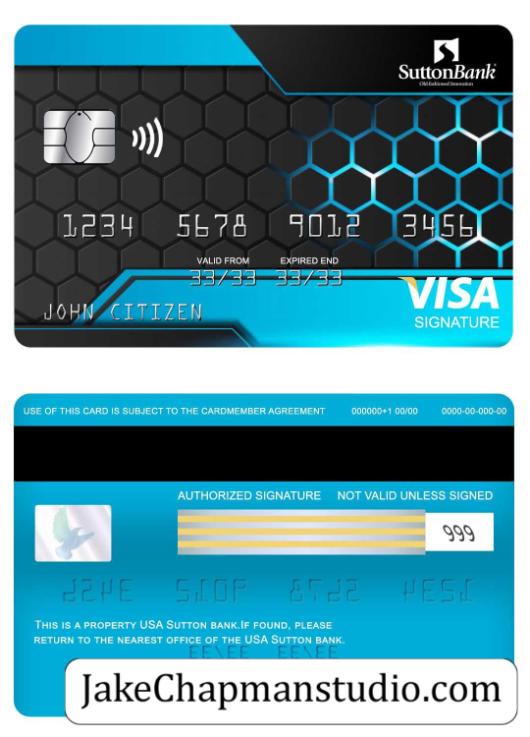 SuttonBank
Old-fashioned Innovation
1234 5678 9012 3456
VALID FROM EXPIRED END
33/33 33/33
JOHN CITIZEN
VISA
SIGNATURE
USE OF THIS CARD IS SUBJECT TO THE CARDMEMBER AGREEMENT 000000+1 00/00 0000-00-000-00
AUTHORIZED SIGNATURE NOT VALID UNLESS SIGNED
999
THIS IS A PROPERTY USA SUTTON BANK.IF FOUND, PLEASE
RETURN TO THE NEAREST OFFICE OF THE USA SUTTON BANK.
JakeChapmanstudio.com